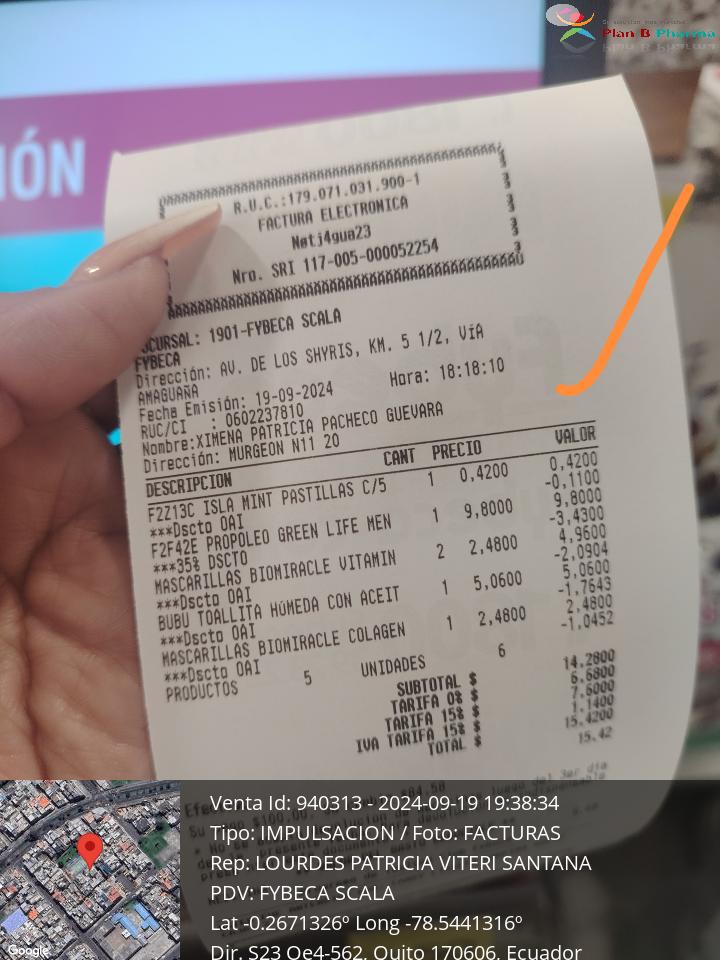 Plan B Pharma
IÓN
R.U.C.:179.071.031.900-1
FACTURA ELECTRONICA
Nøtj4gua23
Nro. SRI 117-005-000052254
CURSAL: 1901-FYBECA SCALA
FYBECA
Dirección: AV. DE LOS SHYRIS, KM. 5 1/2, VíA
AMAGUAÑA
Fecha Emisión: 19-09-2024 Hora: 18:18:10
RUC/CI : 0602237810
Nombre:XIMENA PATRICIA PACHECO GUEVARA
Dirección: MURGEON N11 20
DESCRIPCION CANT PRECIO VALOR
F2Z13C ISLA MINT PASTILLAS C/5 1 0,4200 0,4200
***Dscto OAI -0,1100
F2F42E PROPOLEO GREEN LIFE MEN 1 9,8000 9,8000
***35% DSCTO -3,4300
MASCARILLAS BIOMIRACLE VITAMIN 2 2,4800 4,9600
***Dscto OAI -2,0904
BUBU TOALLITA HÚMEDA CON ACEIT 1 5,0600 5,0600
***Dscto OAI -1,7643
MASCARILLAS BIOMIRACLE COLAGEN 1 2,4800 2,4800
***Dscto OAI -1,0452
PRODUCTOS 5 UNIDADES 6
SUBTOTAL $ 14.2800
TARIFA 0% $ 6.6800
TARIFA 15% $ 7.6000
IVA TARIFA 15% $ 1.1400
TOTAL $ 15.4200
15.42
Venta Id: 940313 - 2024-09-19 19:38:34
Tipo: IMPULSACION / Foto: FACTURAS
Rep: LOURDES PATRICIA VITERI SANTANA
PDV: FYBECA SCALA
Lat -0.2671326º Long -78.5441316º
Dir. S23 Oe4-562, Quito 170606, Ecuador
Google